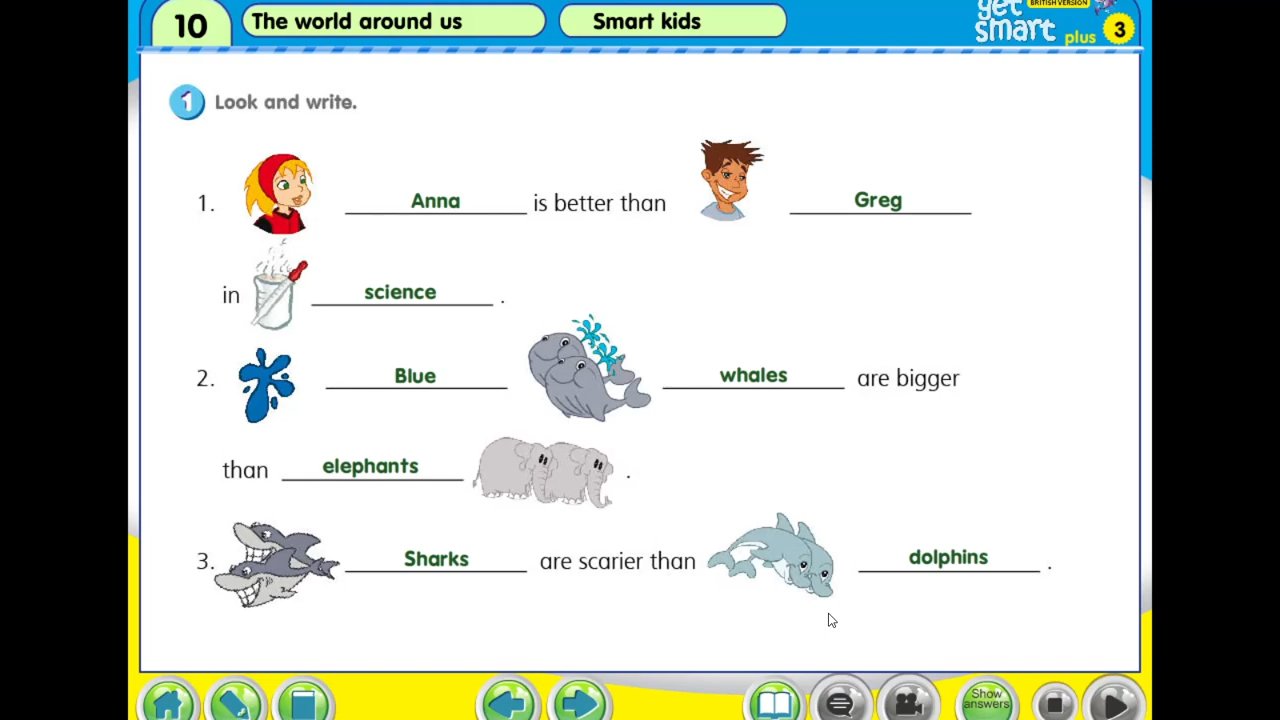 10 The world around us Smart kids get smart plus 3 BRITISH VERSION
1 Look and write.
1. Anna is better than Greg
in science .
2. Blue whales are bigger
than elephants .
3. Sharks are scarier than dolphins .
Show answers